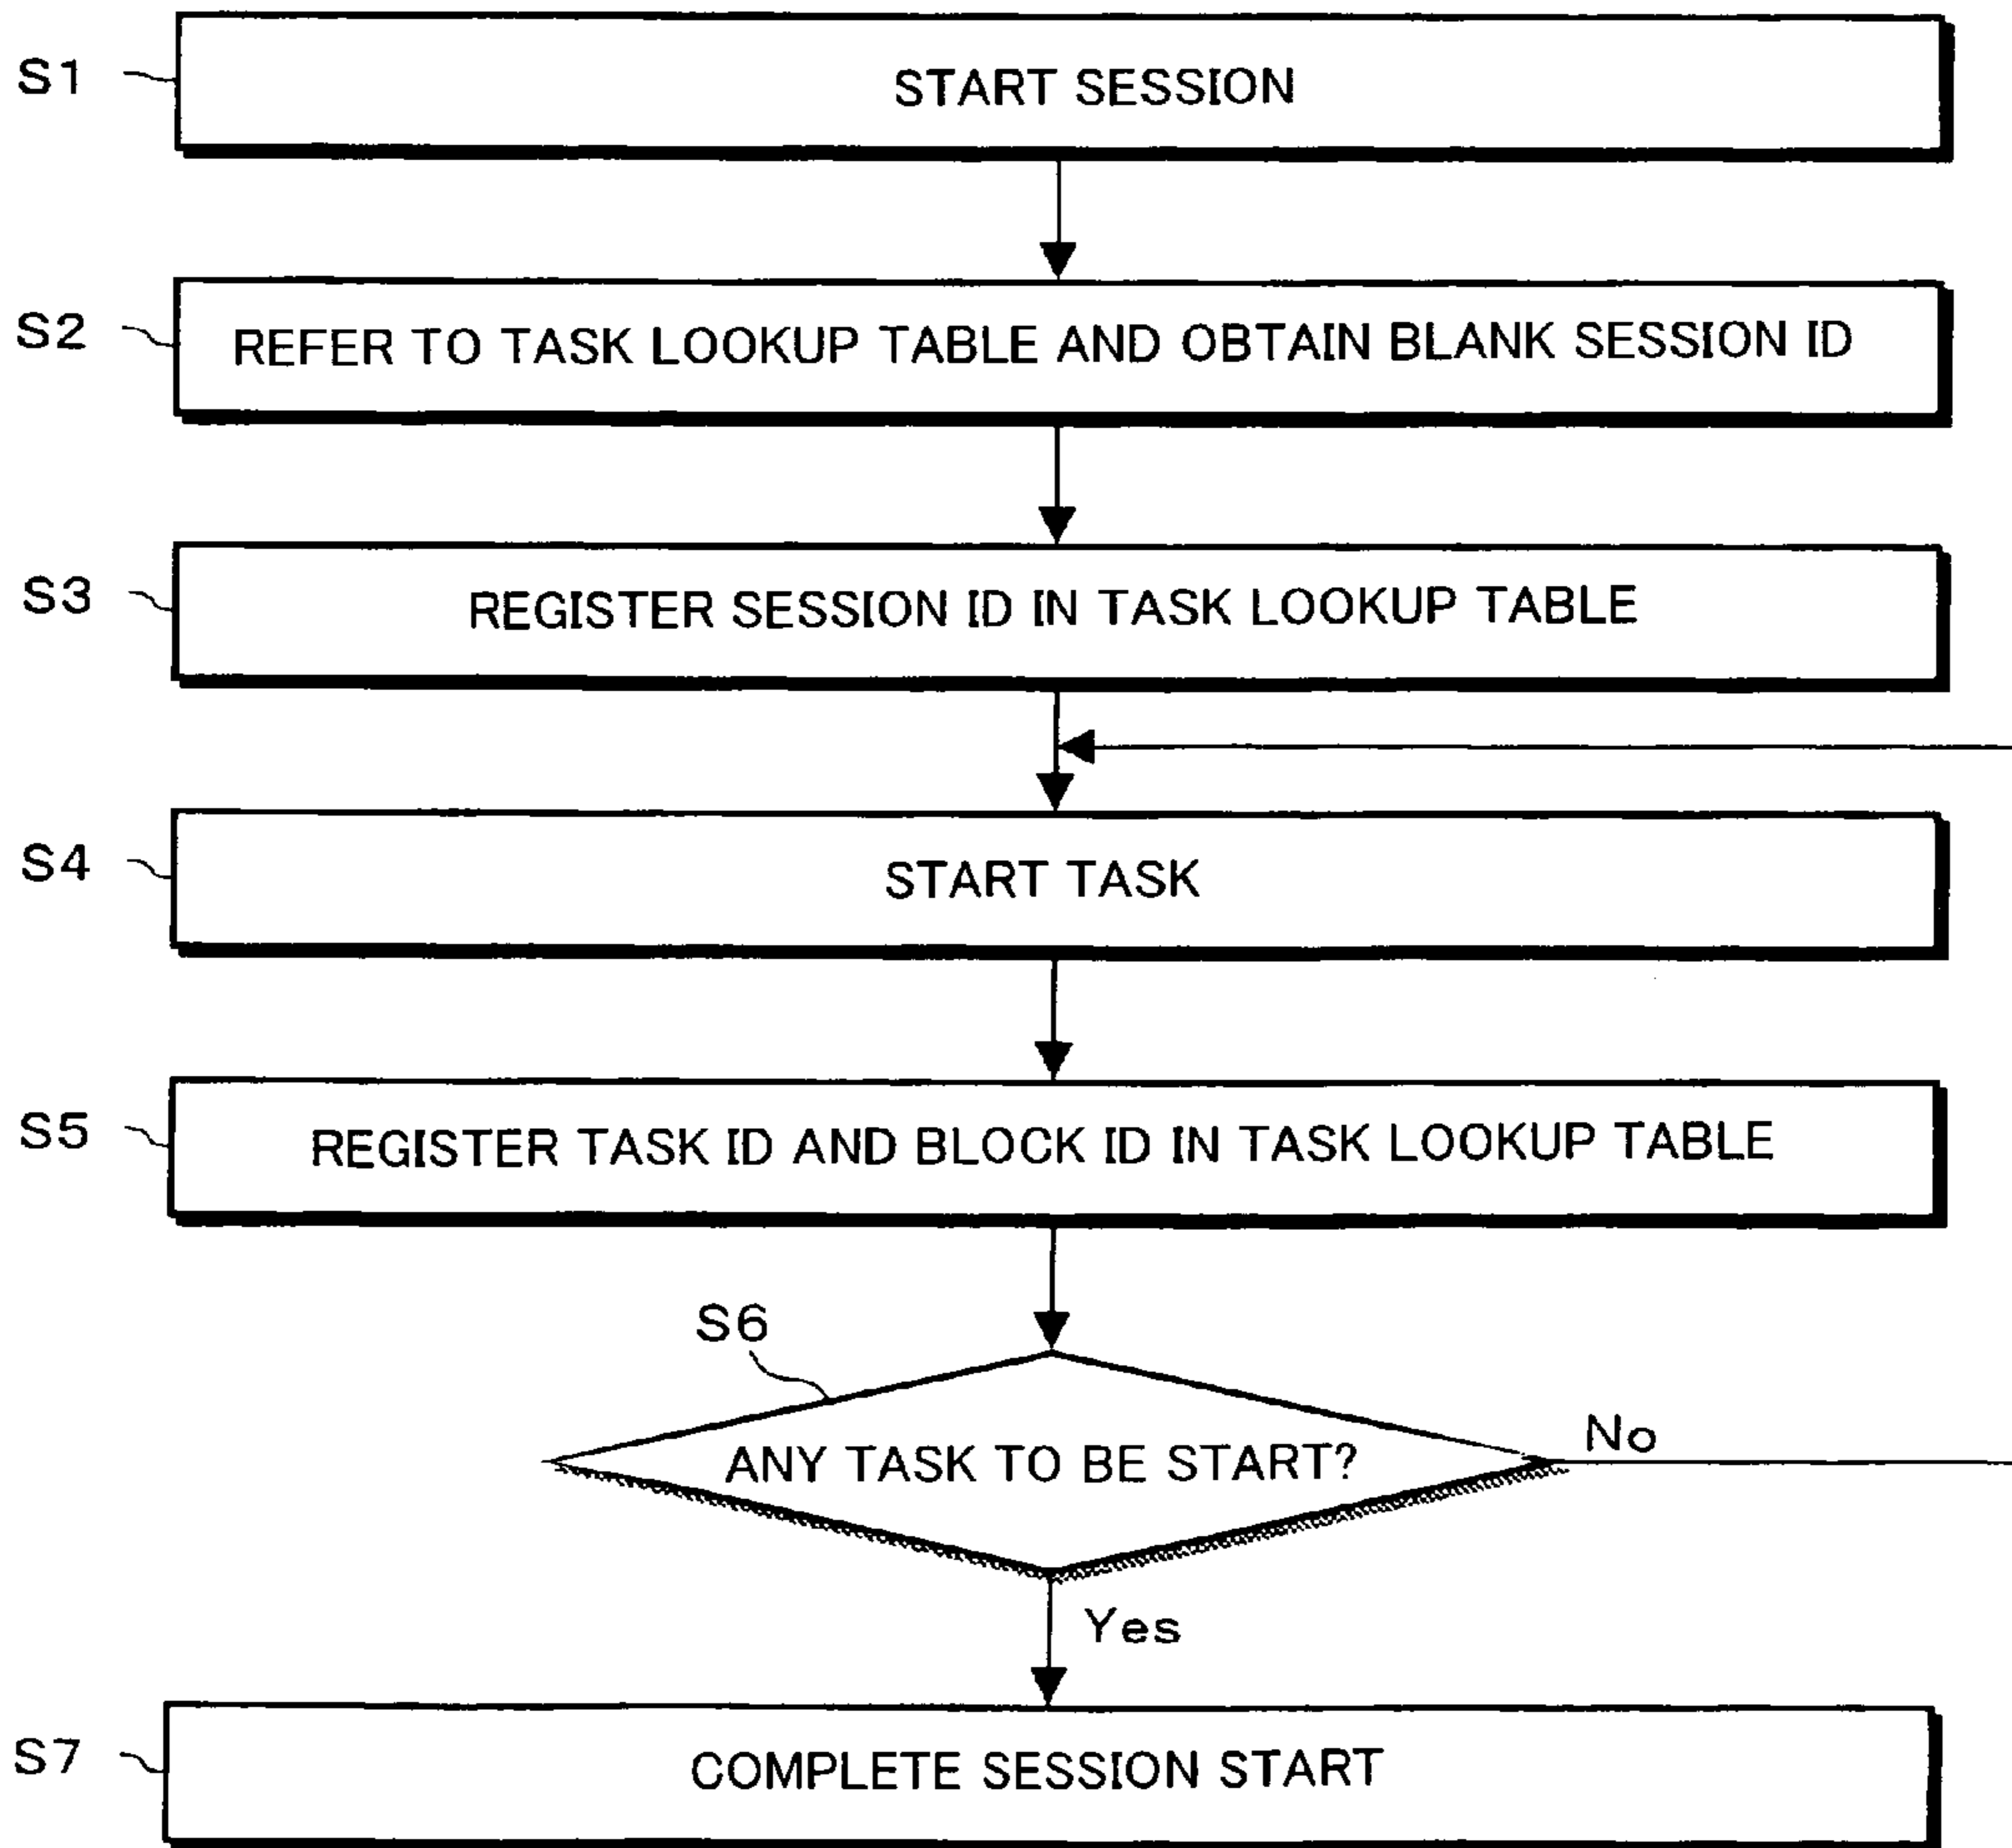 S1
START SESSION
S2
REFER TO TASK LOOKUP TABLE AND OBTAIN BLANK SESSION ID
S3
REGISTER SESSION ID IN TASK LOOKUP TABLE
S4
START TASK
S5
REGISTER TASK ID AND BLOCK ID IN TASK LOOKUP TABLE
S6
ANY TASK TO BE START?
No
Yes
S7
COMPLETE SESSION START